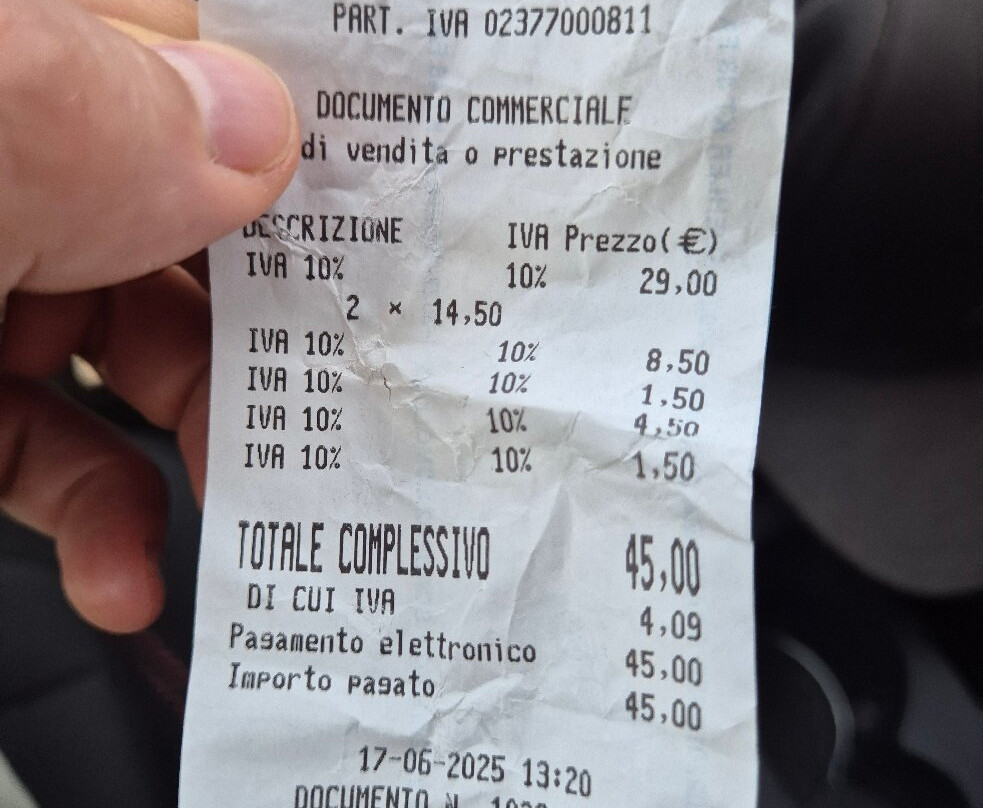 PART. IVA 02377000811
DOCUMENTO COMMERCIALE
di vendita o prestazione
DESCRIZIONE IVA Prezzo(€)
IVA 10% 10% 29,00
2 × 14,50
IVA 10% 10% 8,50
IVA 10% 10% 1,50
IVA 10% 10% 4,50
IVA 10% 10% 1,50
TOTALE COMPLESSIVO 45,00
DI CUI IVA 4,09
Pagamento elettronico 45,00
Importo pagato 45,00
17-06-2025 13:20
DOCUMENTO N.